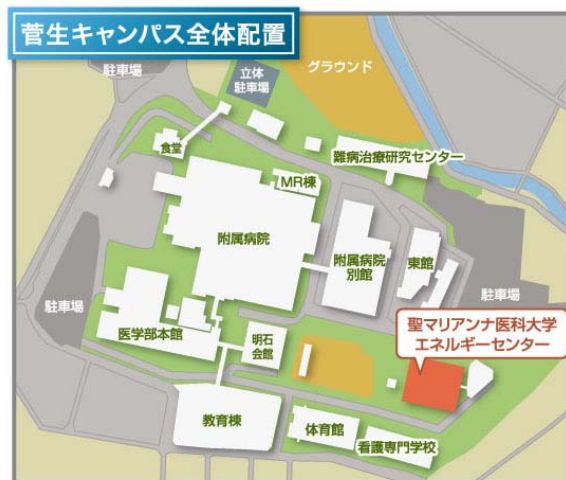 菅生キャンパス全体配置
駐車場
立体
駐車場
グラウンド
食堂
難病治療研究センター
MR棟
附属病院
附属病院
別館
東館
駐車場
駐車場
医学部本館
明石
会館
聖マリアンナ医科大学
エネルギーセンター
教育棟
体育館
看護専門学校